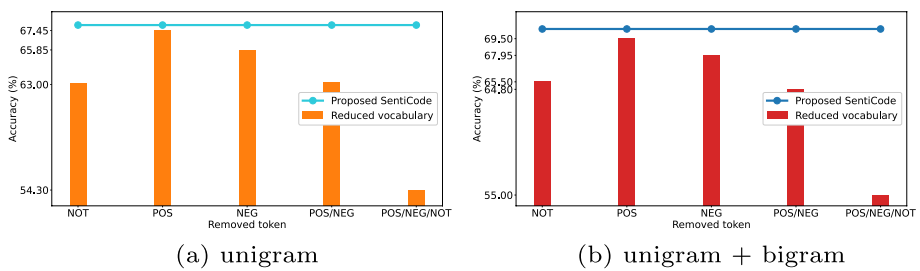 67.45
65.85
63.00
54.30
Accuracy (%)
Proposed SentiCode
Reduced vocabulary
NOT POS NEG POS/NEG POS/NEG/NOT
Removed token
(a) unigram
69.50
67.95
65.50
64.80
55.00
Accuracy (%)
Proposed SentiCode
Reduced vocabulary
NOT POS NEG POS/NEG POS/NEG/NOT
Removed token
(b) unigram + bigram